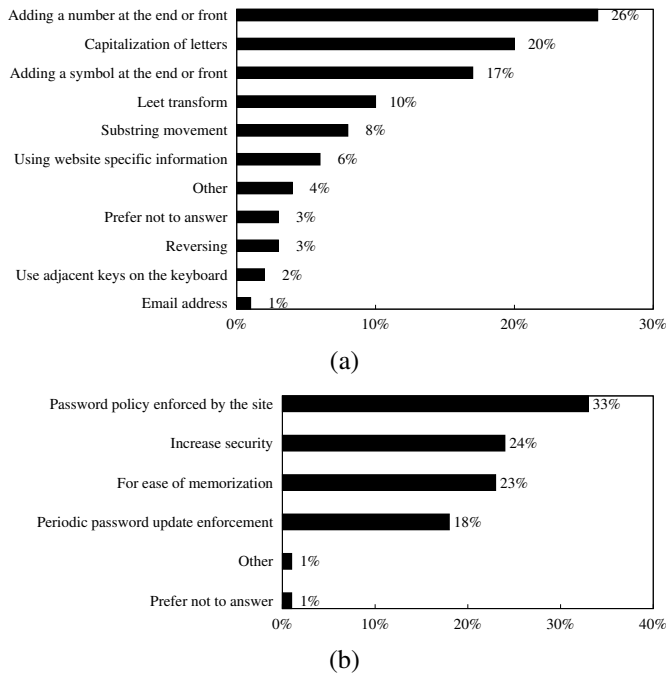 Adding a number at the end or front 26%
Capitalization of letters 20%
Adding a symbol at the end or front 17%
Leet transform 10%
Substring movement 8%
Using website specific information 6%
Other 4%
Prefer not to answer 3%
Reversing 3%
Use adjacent keys on the keyboard 2%
Email address 1%
0% 10% 20% 30%
(a)
Password policy enforced by the site 33%
Increase security 24%
For ease of memorization 23%
Periodic password update enforcement 18%
Other 1%
Prefer not to answer 1%
0% 10% 20% 30% 40%
(b)